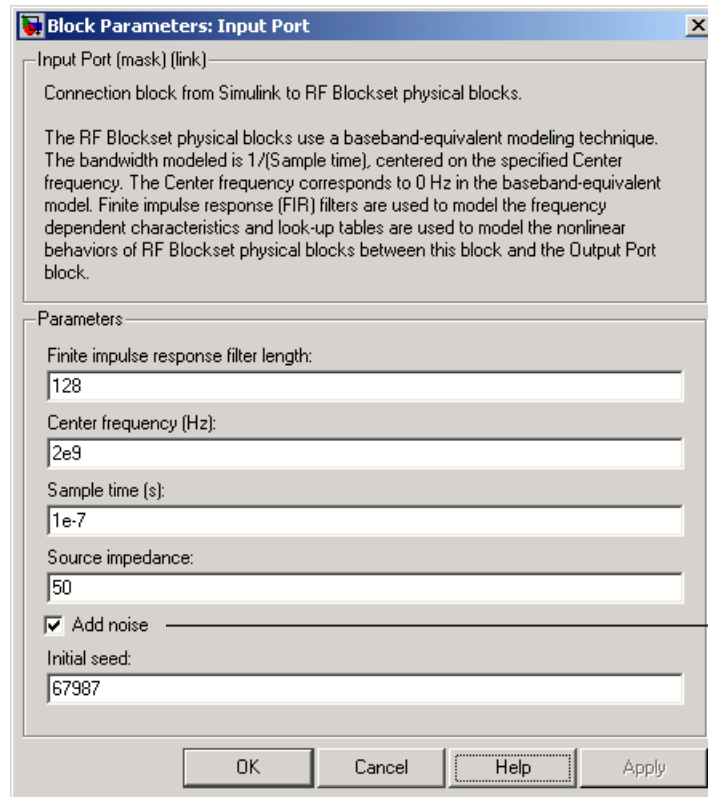 Block Parameters: Input Port
Input Port (mask) (link)
Connection block from Simulink to RF Blockset physical blocks.
The RF Blockset physical blocks use a baseband-equivalent modeling technique.
The bandwidth modeled is 1/(Sample time), centered on the specified Center
frequency. The Center frequency corresponds to 0 Hz in the baseband-equivalent
model. Finite impulse response (FIR) filters are used to model the frequency
dependent characteristics and look-up tables are used to model the nonlinear
behaviors of RF Blockset physical blocks between this block and the Output Port
block.
Parameters
Finite impulse response filter length:
128
Center frequency (Hz):
2e9
Sample time (s):
1e-7
Source impedance:
50
Add noise
Initial seed:
67987
OK Cancel Help Apply